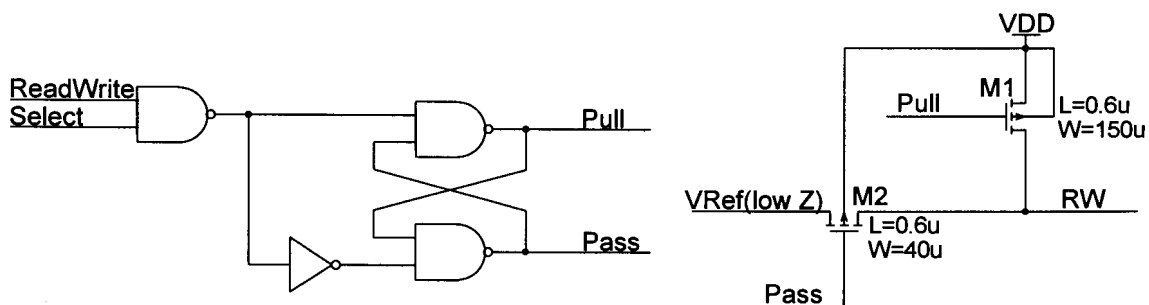 ReadWrite
Select
Pull
Pass
VDD
M1
Pull
L=0.6u
W=150u
VRef(low Z)
M2
RW
L=0.6u
W=40u
Pass